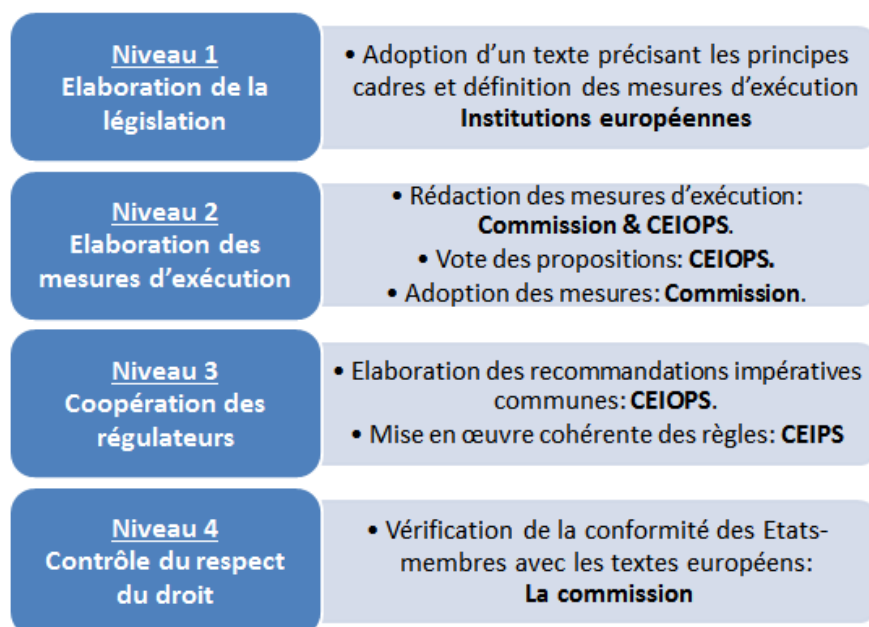 Niveau 1
Elaboration de la
législation
• Adoption d’un texte précisant les principes
cadres et définition des mesures d’exécution
Institutions européennes
Niveau 2
Elaboration des
mesures d’exécution
• Rédaction des mesures d’exécution:
Commission & CEIOPS.
• Vote des propositions: CEIOPS.
• Adoption des mesures: Commission.
Niveau 3
Coopération des
régulateurs
• Elaboration des recommandations impératives
communes: CEIOPS.
• Mise en œuvre cohérente des règles: CEIPS
Niveau 4
Contrôle du respect
du droit
• Vérification de la conformité des Etats-
membres avec les textes européens:
La commission